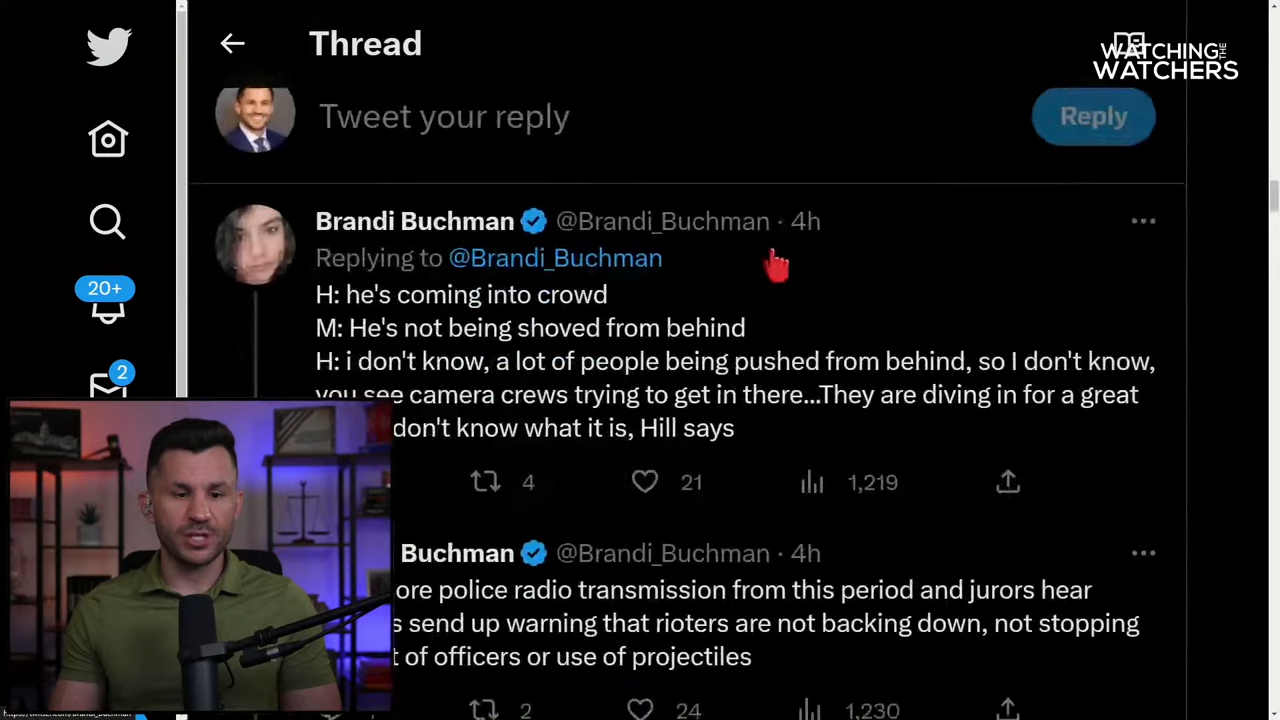 Thread
WATCHING THE
WATCHERS
Tweet your reply
Reply
Brandi Buchman @Brandi_Buchman · 4h
Replying to @Brandi_Buchman
H: he's coming into crowd
M: He's not being shoved from behind
H: i don't know, a lot of people being pushed from behind, so I don't know,
you see camera crews trying to get in there...They are diving in for a great
don't know what it is, Hill says
4 21 1,219
20+
2
Buchman @Brandi_Buchman · 4h
ore police radio transmission from this period and jurors hear
s send up warning that rioters are not backing down, not stopping
t of officers or use of projectiles
2 24 1,230
https://twitter.com/Brandi_Buchman